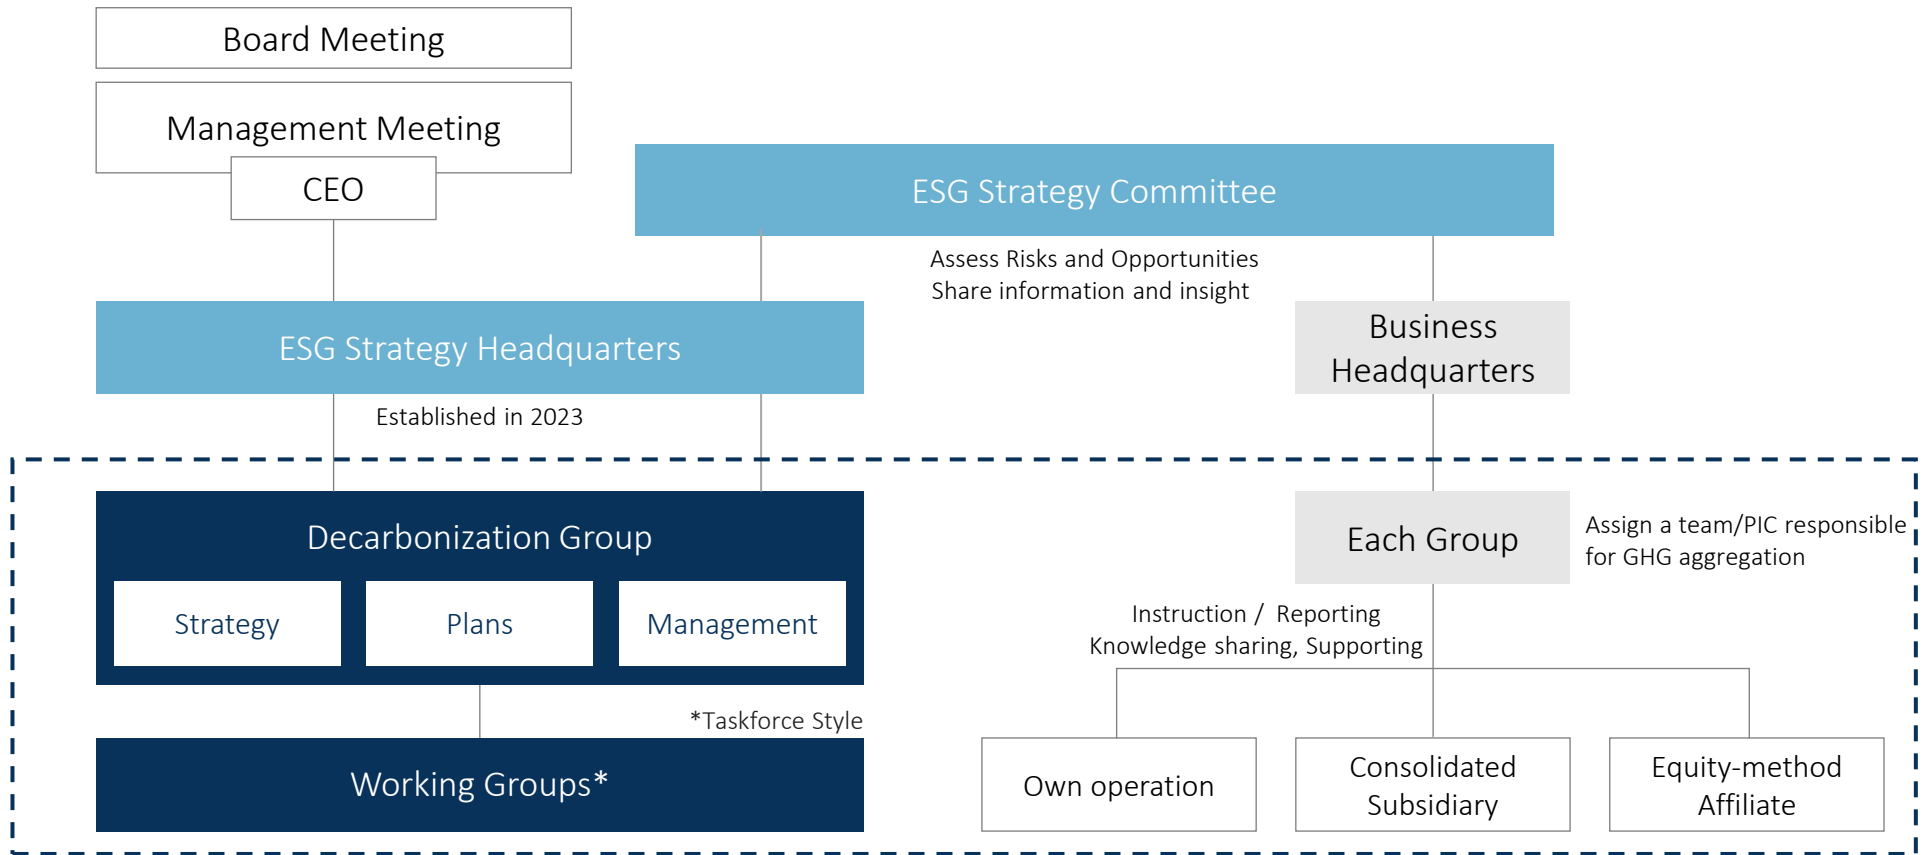 Board Meeting
Management Meeting
CEO
ESG Strategy Committee
Assess Risks and Opportunities
Share information and insight
ESG Strategy Headquarters
Business
Headquarters
Established in 2023
Decarbonization Group
Strategy
Plans
Management
Each Group
Assign a team/PIC responsible
for GHG aggregation
Instruction / Reporting
Knowledge sharing, Supporting
*Taskforce Style
Working Groups*
Own operation
Consolidated
Subsidiary
Equity-method
Affiliate